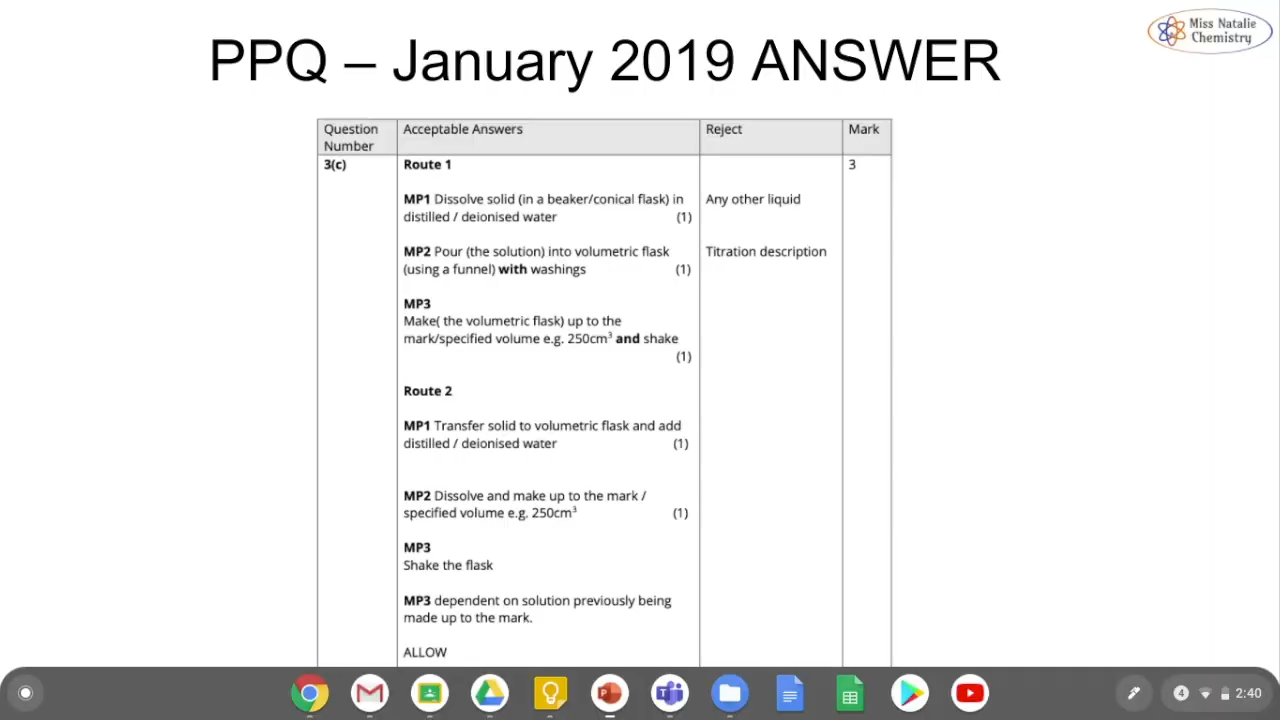 Miss Natalie
Chemistry
PPQ – January 2019 ANSWER
Question
Number
Acceptable Answers
Reject
Mark
3(c)
Route 1
3
MP1 Dissolve solid (in a beaker/conical flask) in
distilled / deionised water (1)
Any other liquid
MP2 Pour (the solution) into volumetric flask
(using a funnel) with washings (1)
Titration description
MP3
Make( the volumetric flask) up to the
mark/specified volume e.g. 250cm³ and shake
(1)
Route 2
MP1 Transfer solid to volumetric flask and add
distilled / deionised water (1)
MP2 Dissolve and make up to the mark /
specified volume e.g. 250cm³ (1)
MP3
Shake the flask
MP3 dependent on solution previously being
made up to the mark.
ALLOW
4 2:40